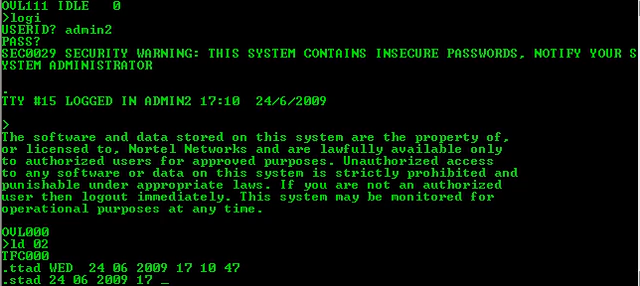 OVL111 IDLE   0
>logi
USERID? admin2
PASS?
SEC0029 SECURITY WARNING: THIS SYSTEM CONTAINS INSECURE PASSWORDS, NOTIFY YOUR S
YSTEM ADMINISTRATOR
.
TTY #15 LOGGED IN ADMIN2 17:10  24/6/2009
>
The software and data stored on this system are the property of,
or licensed to, Nortel Networks and are lawfully available only
to authorized users for approved purposes. Unauthorized access
to any software or data on this system is strictly prohibited and
punishable under appropriate laws. If you are not an authorized
user then logout immediately. This system may be monitored for
operational purposes at any time.
OVL000
>ld 02
TFC000
.ttad WED  24 06 2009 17 10 47
.stad 24 06 2009 17 _